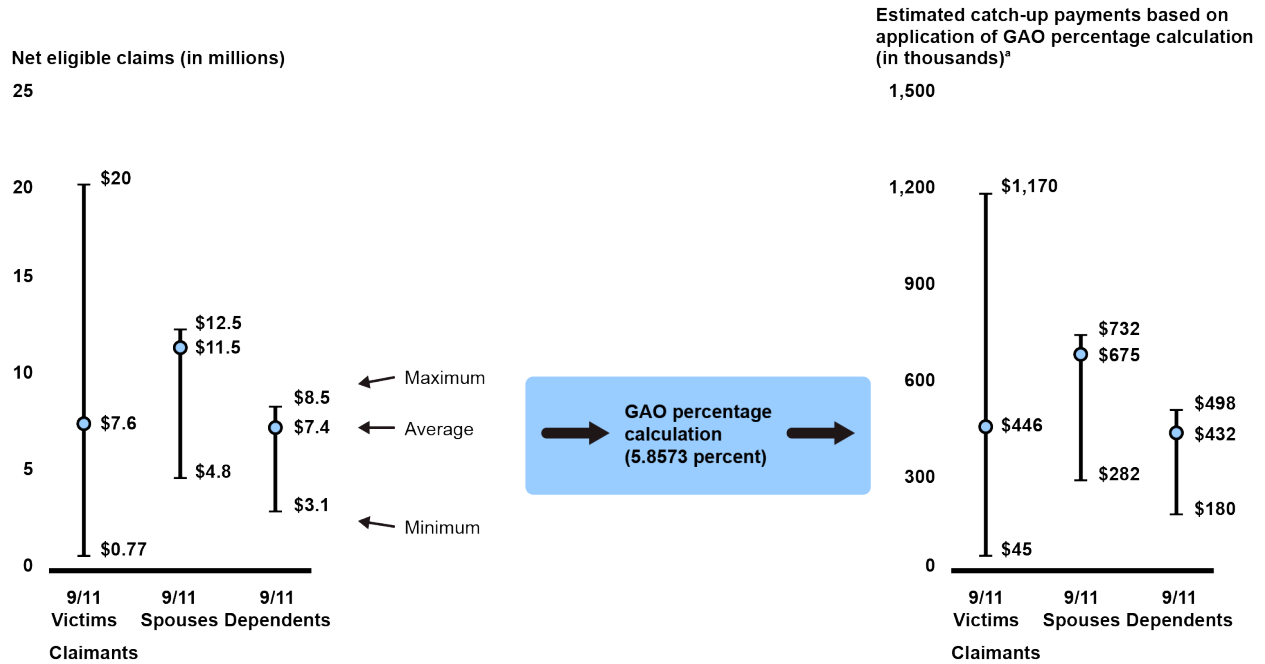 Net eligible claims (in millions)
25
20
15
10
5
0
$20
$7.6
$0.77
$12.5
$11.5
$4.8
$8.5
$7.4
$3.1
9/11
Victims
9/11
Spouses
9/11
Dependents
Claimants
Maximum
Average
Minimum
GAO percentage
calculation
(5.8573 percent)
Estimated catch-up payments based on
application of GAO percentage calculation
(in thousands)ª
1,500
1,200
900
600
300
0
$1,170
$446
$45
$732
$675
$282
$498
$432
$180
9/11
Victims
9/11
Spouses
9/11
Dependents
Claimants